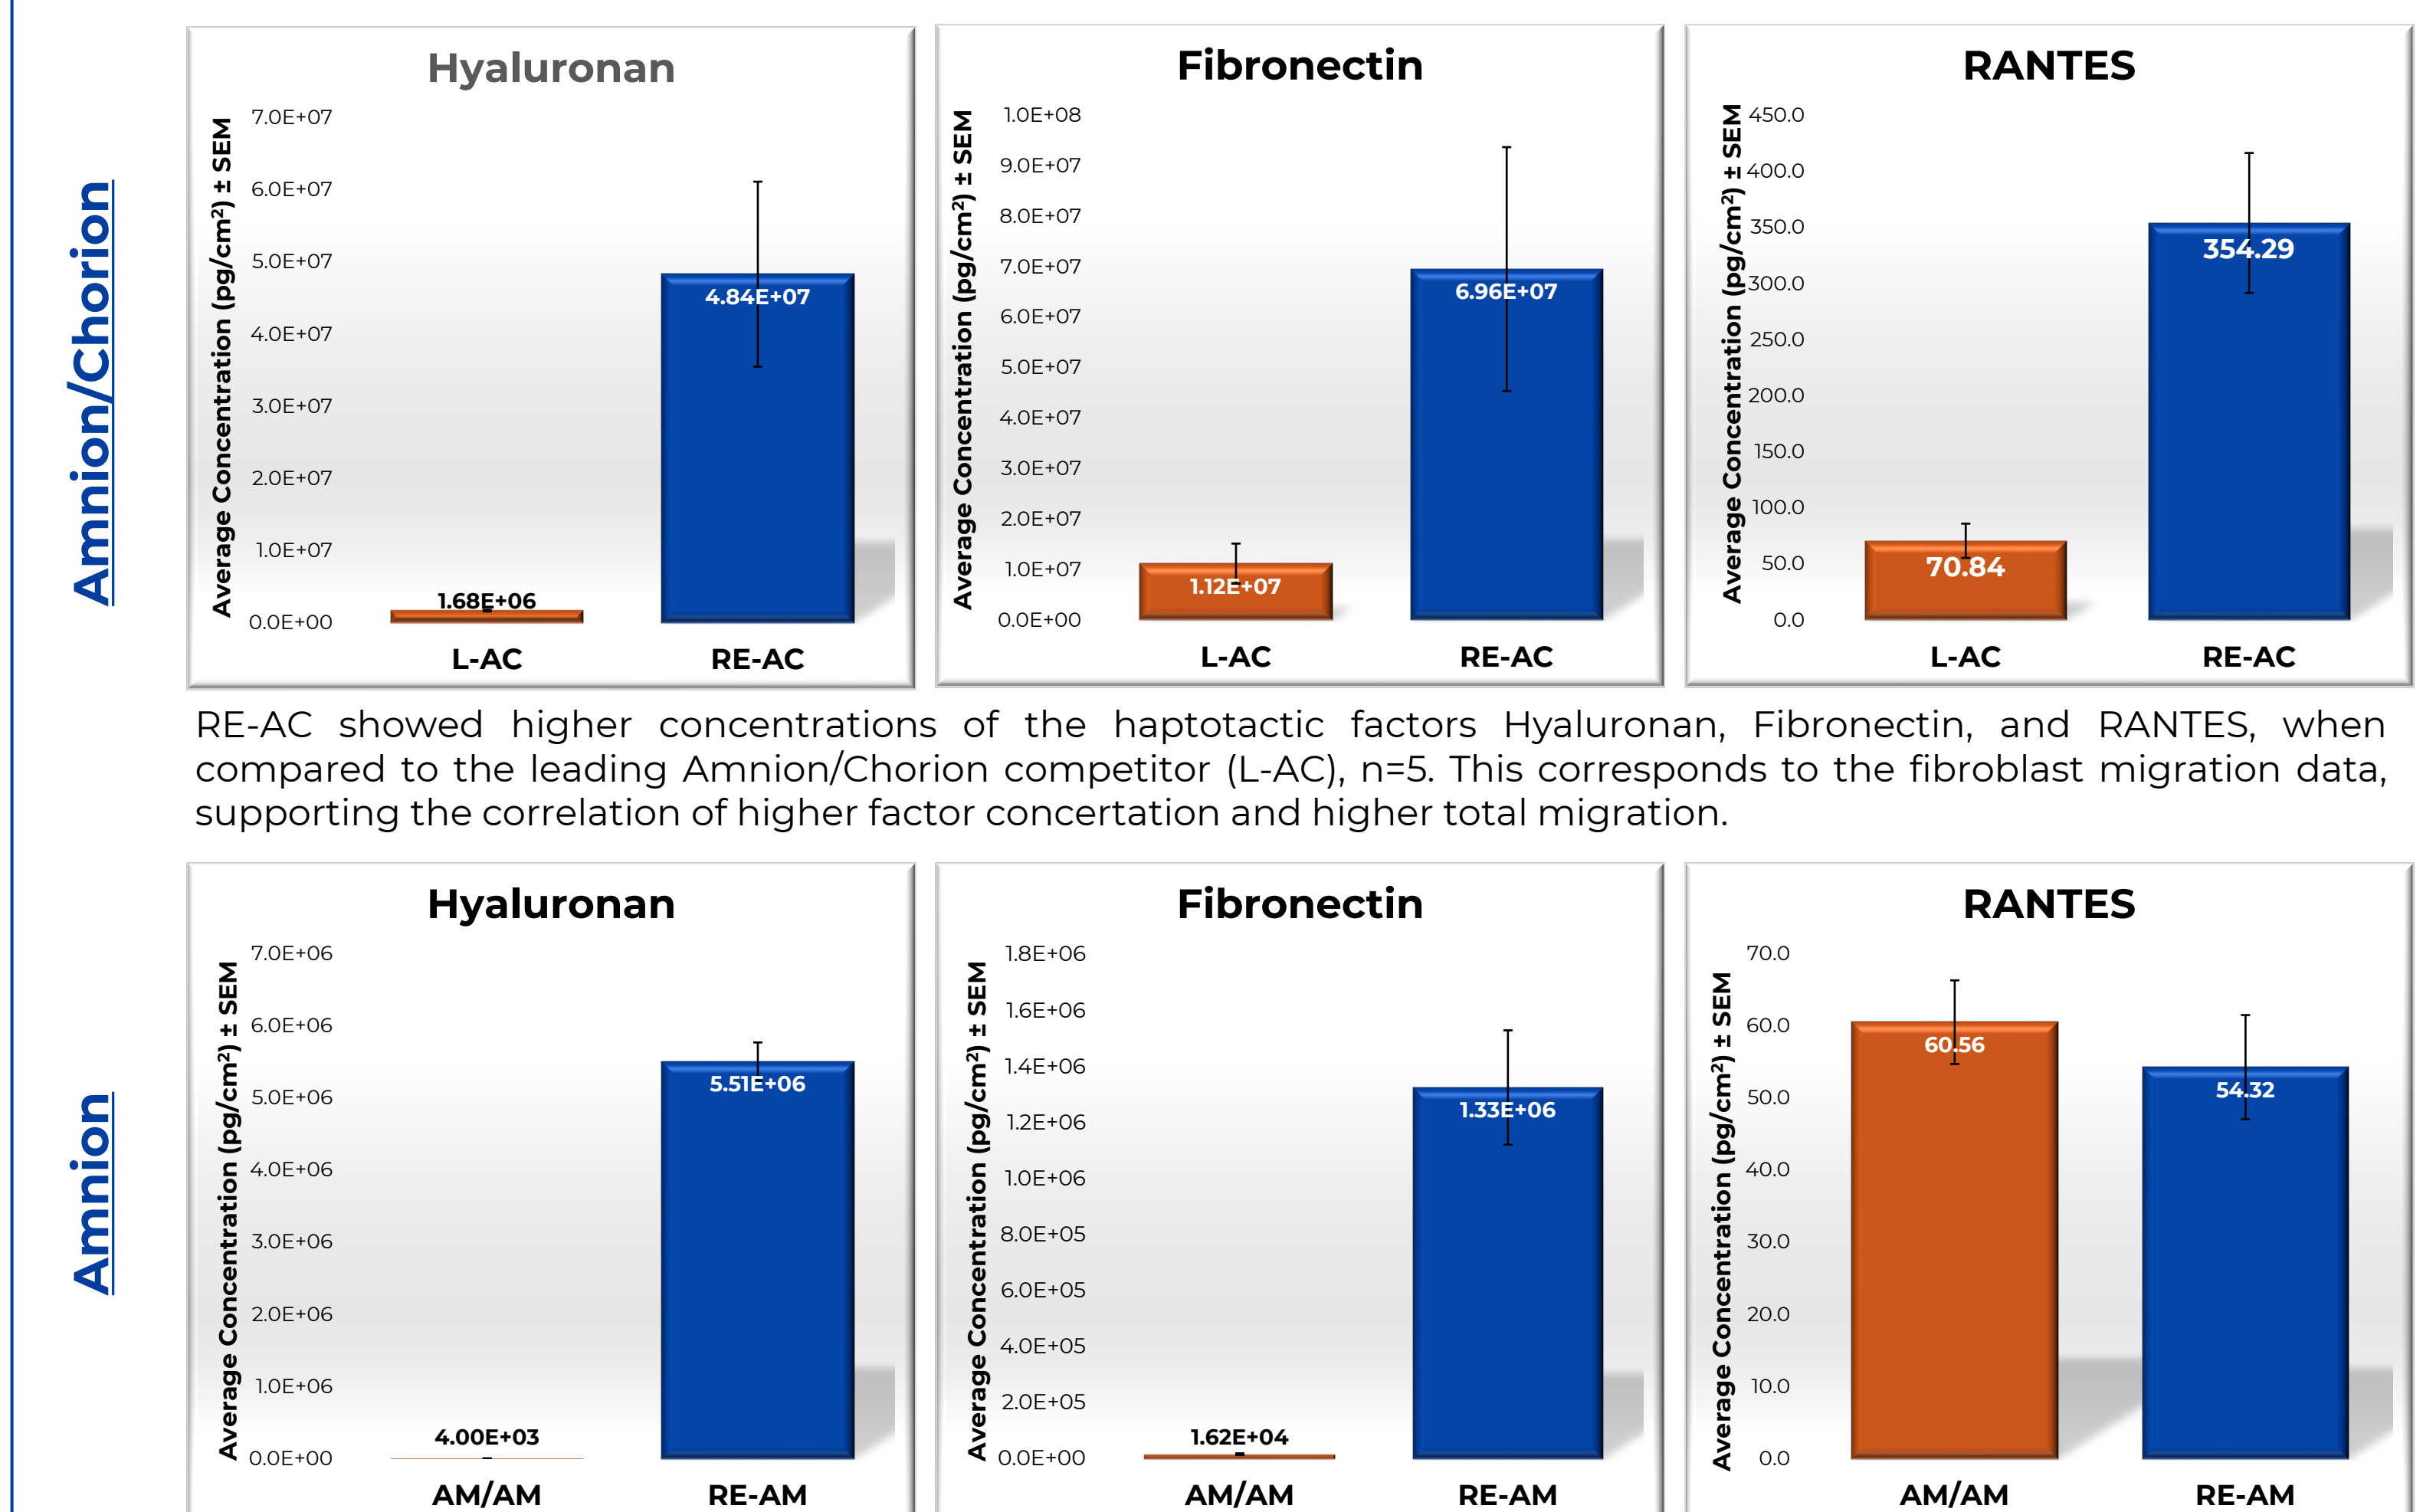 Amnion/Chorion
Hyaluronan
Average Concentration (pg/cm²) ± SEM
7.0E+07
6.0E+07
5.0E+07
4.0E+07
3.0E+07
2.0E+07
1.0E+07
0.0E+00
1.68E+06
4.84E+07
L-AC
RE-AC
Fibronectin
Average Concentration (pg/cm²) ± SEM
1.0E+08
9.0E+07
8.0E+07
7.0E+07
6.0E+07
5.0E+07
4.0E+07
3.0E+07
2.0E+07
1.0E+07
0.0E+00
1.12E+07
6.96E+07
L-AC
RE-AC
RANTES
Average Concentration (pg/cm²) ± SEM
450.0
400.0
350.0
300.0
250.0
200.0
150.0
100.0
50.0
0.0
70.84
354.29
L-AC
RE-AC
RE-AC showed higher concentrations of the haptotactic factors Hyaluronan, Fibronectin, and RANTES, when
compared to the leading Amnion/Chorion competitor (L-AC), n=5. This corresponds to the fibroblast migration data,
supporting the correlation of higher factor concertation and higher total migration.
Amnion
Hyaluronan
Average Concentration (pg/cm²) ± SEM
7.0E+06
6.0E+06
5.0E+06
4.0E+06
3.0E+06
2.0E+06
1.0E+06
0.0E+00
4.00E+03
5.51E+06
AM/AM
RE-AM
Fibronectin
Average Concentration (pg/cm²) ± SEM
1.8E+06
1.6E+06
1.4E+06
1.2E+06
1.0E+06
8.0E+05
6.0E+05
4.0E+05
2.0E+05
0.0E+00
1.62E+04
1.33E+06
AM/AM
RE-AM
RANTES
Average Concentration (pg/cm²) ± SEM
70.0
60.0
50.0
40.0
30.0
20.0
10.0
0.0
60.56
54.32
AM/AM
RE-AM